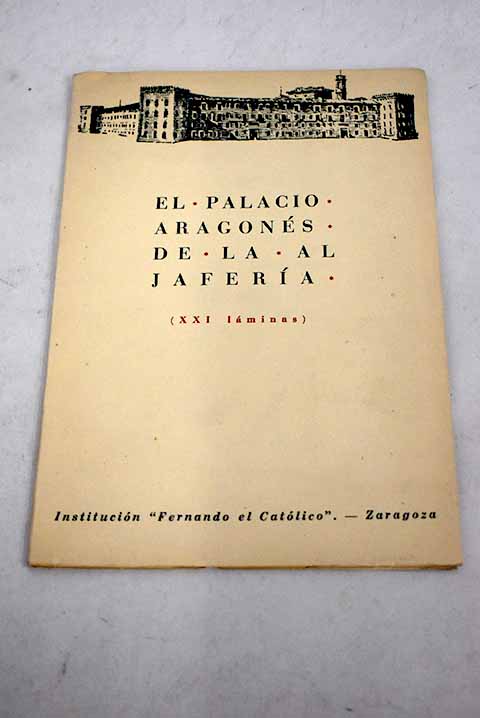 EL · PALACIO ·
ARAGONÉS ·
DE · LA · AL
JAFERÍA ·
(XXI láminas)
Institución "Fernando el Católico". — Zaragoza